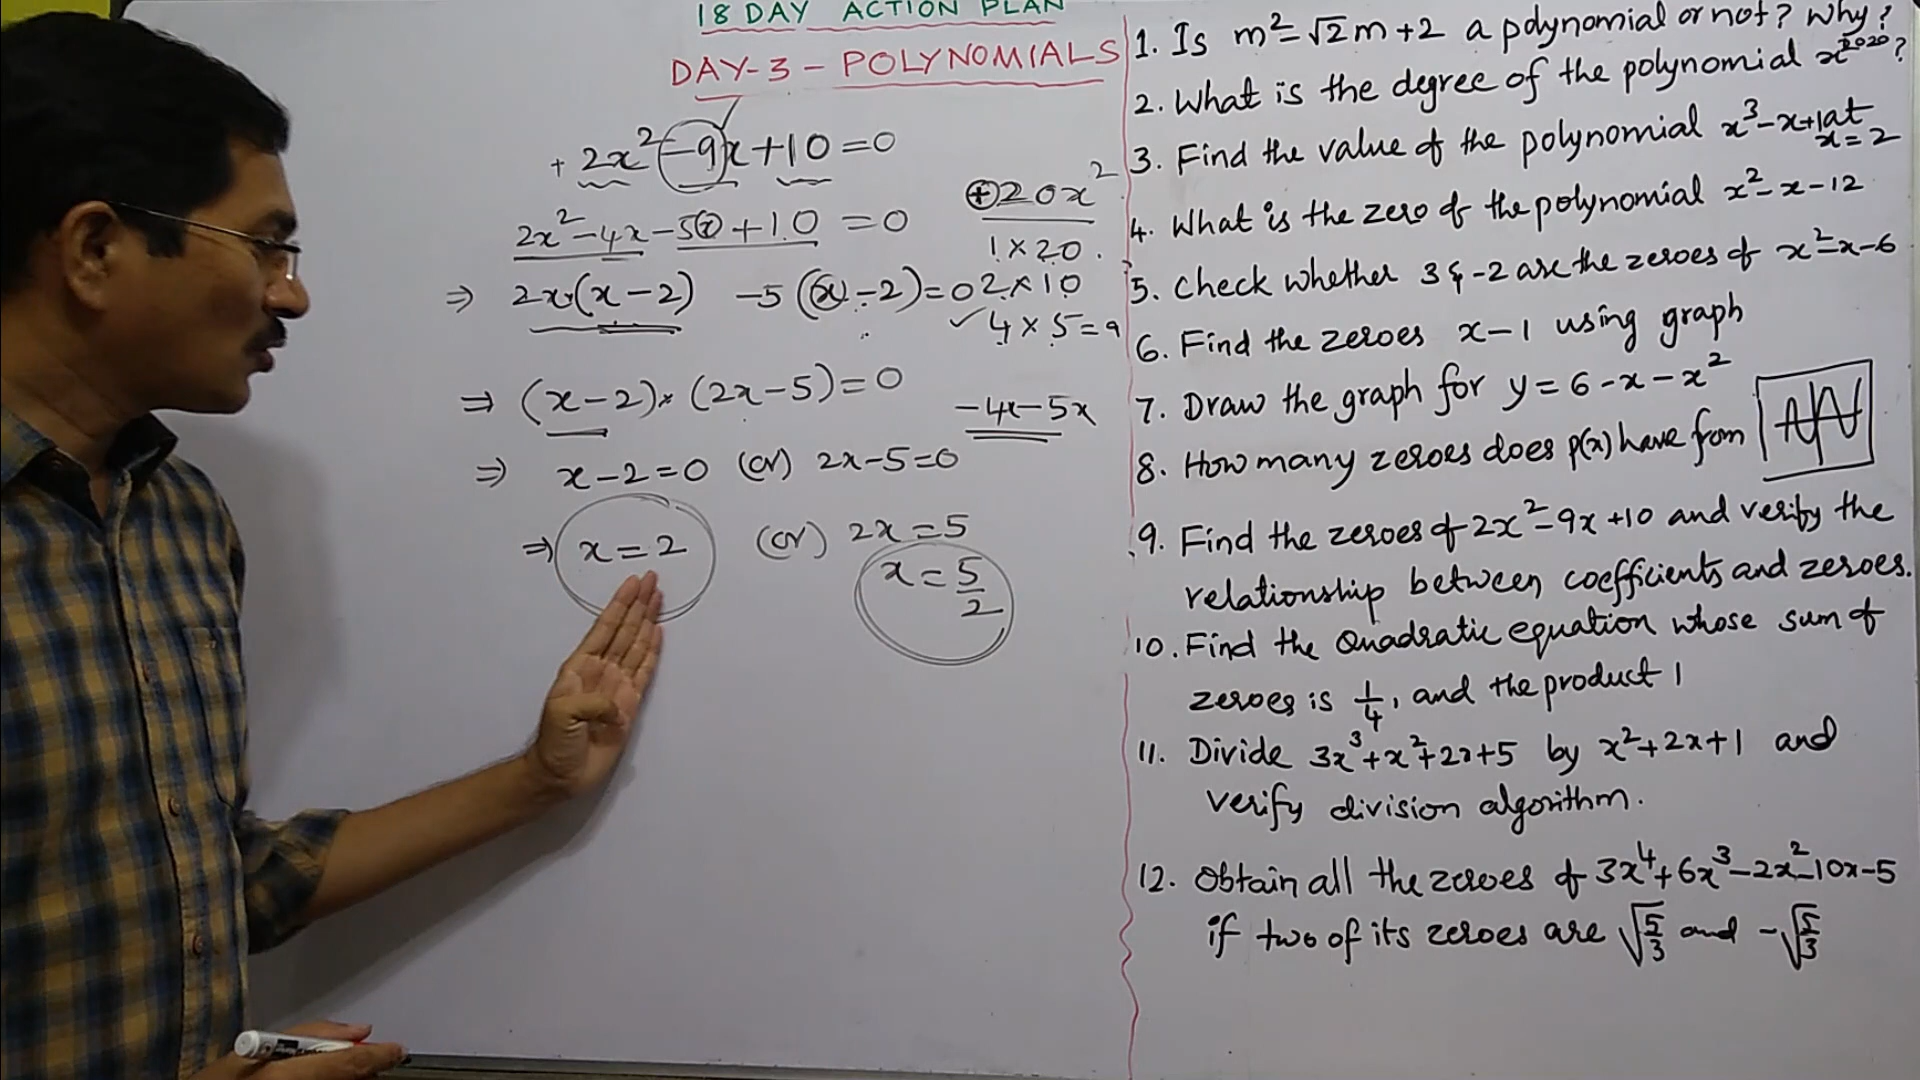 18 DAY ACTION PLAN
DAY-3 - POLYNOMIALS
+ 2x² - 9x + 10 = 0
2x² - 4x - 5x + 10 = 0
⇒ 2x·(x - 2) - 5 (x - 2) = 0
⇒ (x - 2) × (2x - 5) = 0
⇒ x - 2 = 0 (or) 2x - 5 = 0
⇒ x = 2 (or) 2x = 5
x = 5/2
+20x²
1 × 20
2 × 10
✓ 4 × 5 = 9
- 4x - 5x
1. Is m² - √2 m + 2 a polynomial or not? Why?
2. What is the degree of the polynomial x²⁰²⁰?
3. Find the value of the polynomial x³ - x + 1 at
x = 2
4. What is the zero of the polynomial x² - x - 12
5. Check whether 3 & -2 are the zeroes of x² - x - 6
6. Find the zeroes x - 1 using graph
7. Draw the graph for y = 6 - x - x²
8. How many zeroes does p(x) have from
9. Find the zeroes of 2x² - 9x + 10 and verify the
relationship between coefficients and zeroes.
10. Find the Quadratic equation whose sum of
zeroes is 1/4, and the product 1
11. Divide 3x³ + x² + 2x + 5 by x² + 2x + 1 and
verify division algorithm.
12. Obtain all the zeroes of 3x⁴ + 6x³ - 2x² - 10x - 5
if two of its zeroes are √5/3 and -√5/3